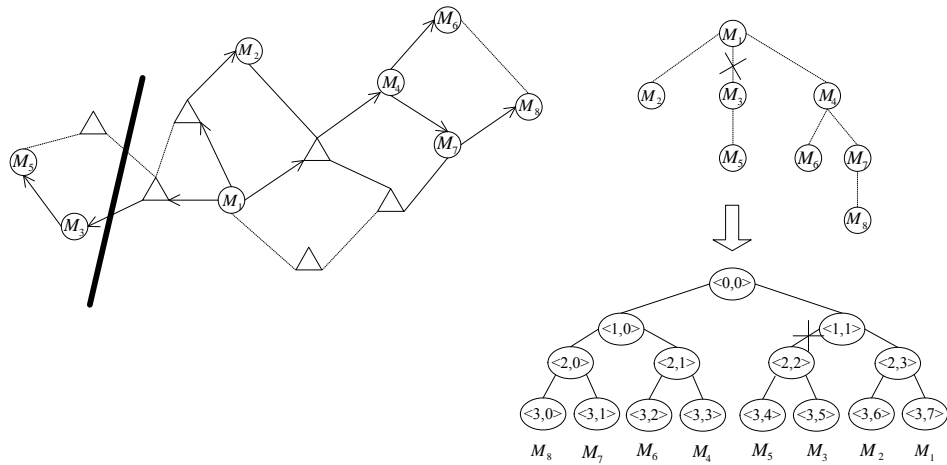 M₆
M₂
M₁
M₄
M₈
M₂
M₃
M₄
M₅
M₇
M₁
M₃
M₅
M₆
M₇
M₈
<0,0>
<1,0> <1,1>
<2,0> <2,1> <2,2> <2,3>
<3,0> <3,1> <3,2> <3,3> <3,4> <3,5> <3,6> <3,7>
M₈ M₇ M₆ M₄ M₅ M₃ M₂ M₁